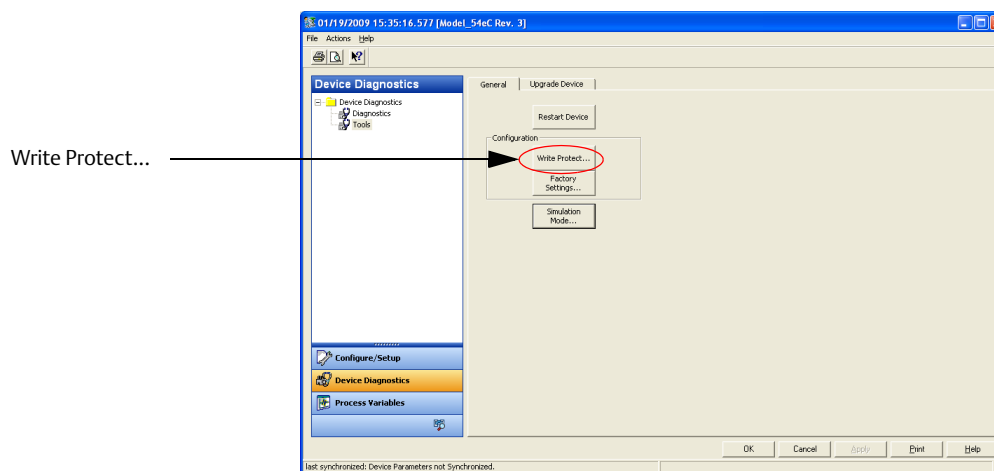 01/19/2009 15:35:16.577 [Model_54eC Rev. 3]
File Actions Help
Device Diagnostics
General Upgrade Device
Device Diagnostics
Diagnostics
Tools
Restart Device
Configuration
Write Protect...
Write Protect...
Factory
Settings...
Simulation
Mode...
Configure/Setup
Device Diagnostics
Process Variables
OK Cancel Apply Print Help
last synchronized: Device Parameters not Synchronized.